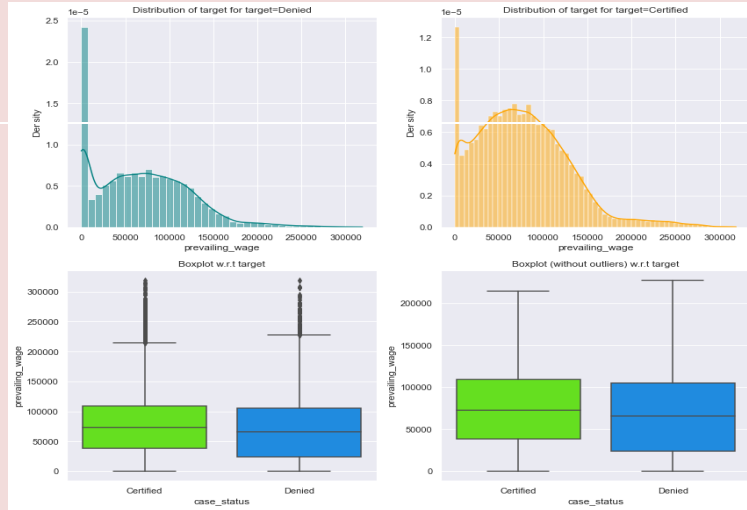 Distribution of target for target=Denied
1e-5
2.5
2.0
1.5
1.0
0.5
0.0
Density
0
50000
100000
150000
200000
250000
300000
prevailing_wage
Distribution of target for target=Certified
1e-5
1.2
1.0
0.8
0.6
0.4
0.2
0.0
Density
0
50000
100000
150000
200000
250000
300000
prevailing_wage
Boxplot w.r.t target
300000
250000
200000
150000
100000
50000
0
prevailing_wage
Certified
Denied
case_status
Boxplot (without outliers) w.r.t target
200000
150000
100000
50000
0
prevailing_wage
Certified
Denied
case_status